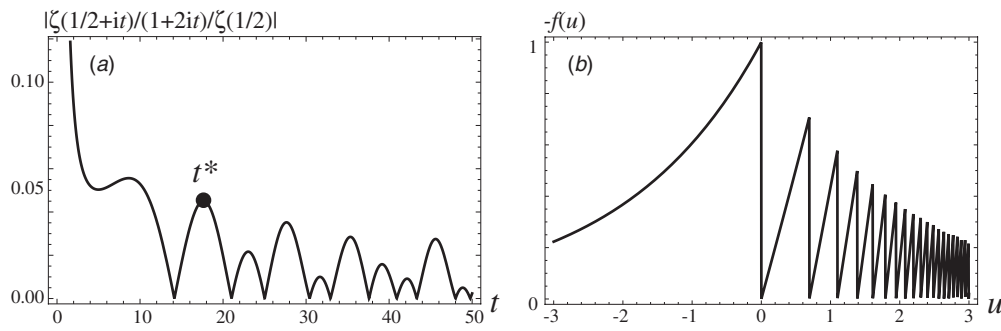 |ζ(1/2+it)/(1+2it)/ζ(1/2)|
(a)
0.10
0.05
0.00
t*
0 10 20 30 40 50 t
-f(u)
(b)
1
0
-3 -2 -1 0 1 2 3 u